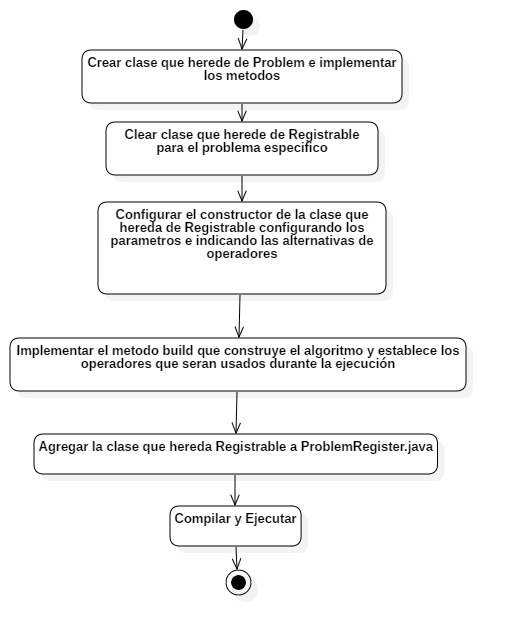 Crear clase que herede de Problem e implementar
los metodos
Clear clase que herede de Registrable
para el problema especifico
Configurar el constructor de la clase que
hereda de Registrable configurando los
parametros e indicando las alternativas de
operadores
Implementar el metodo build que construye el algoritmo y establece los
operadores que seran usados durante la ejecución
Agregar la clase que hereda Registrable a ProblemRegister.java
Compilar y Ejecutar